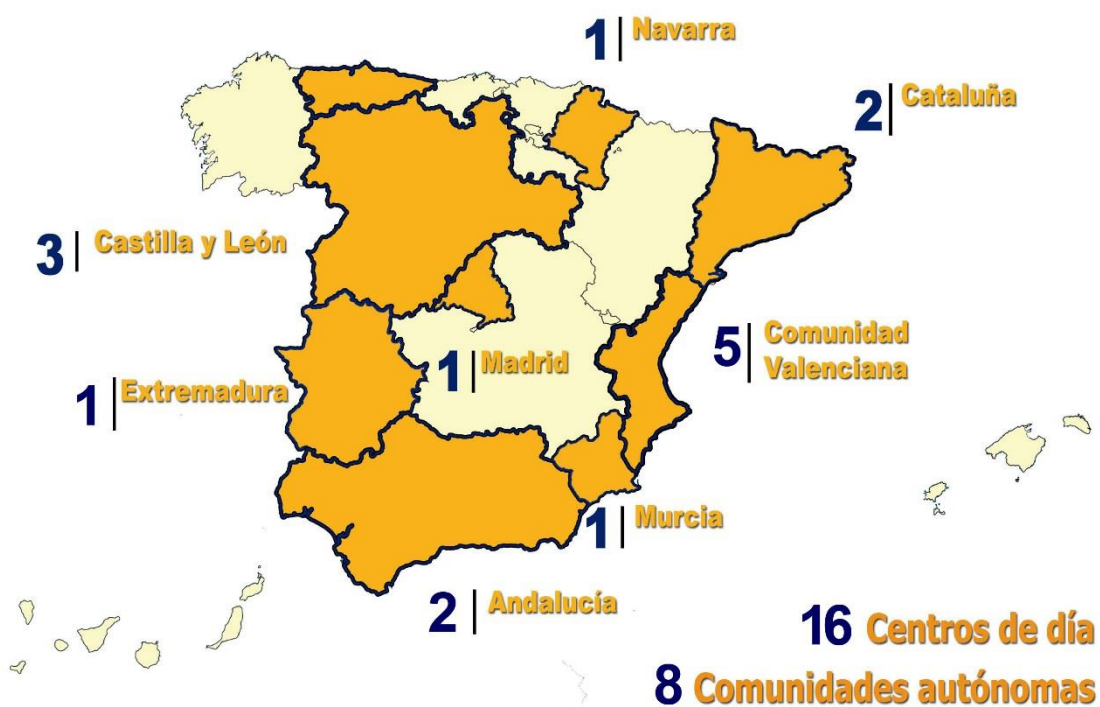 1 Navarra
2 Cataluña
3 Castilla y León
5 Comunidad
Valenciana
1 Madrid
1 Extremadura
1 Murcia
2 Andalucía
16 Centros de día
8 Comunidades autónomas